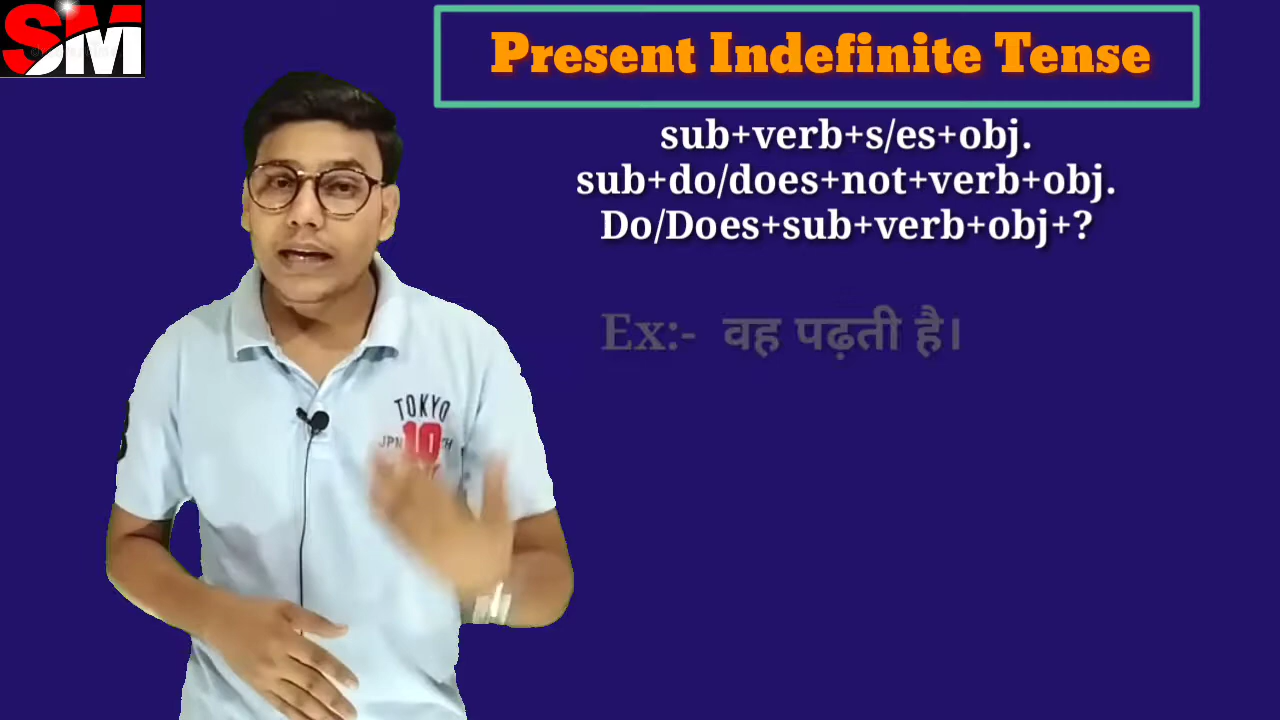 SM
Present Indefinite Tense
sub+verb+s/es+obj.
sub+do/does+not+verb+obj.
Do/Does+sub+verb+obj+?
Ex:- वह पढ़ती है।
TOKYO
10